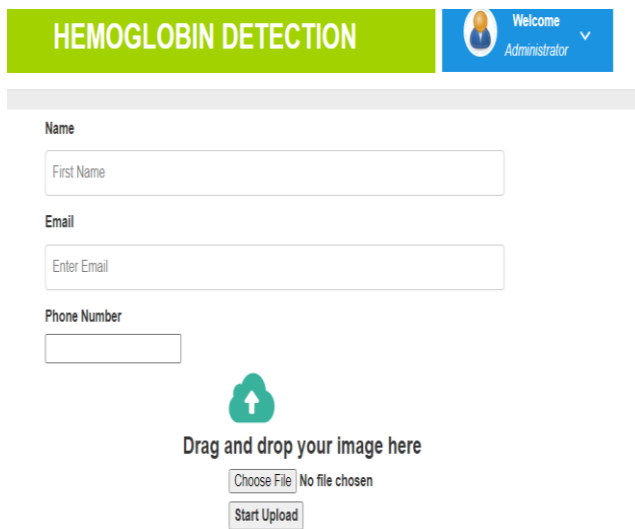 HEMOGLOBIN DETECTION
Welcome
Administrator
Name
First Name
Email
Enter Email
Phone Number
Drag and drop your image here
Choose File No file chosen
Start Upload